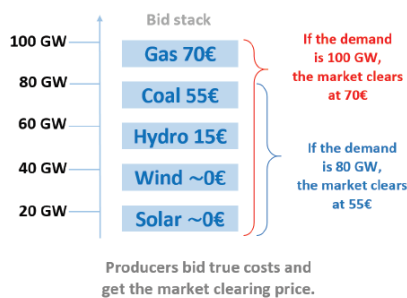 Bid stack
100 GW
80 GW
60 GW
40 GW
20 GW
Gas 70€
Coal 55€
Hydro 15€
Wind ~0€
Solar ~0€
If the demand
is 100 GW,
the market clears
at 70€
If the demand
is 80 GW,
the market clears
at 55€
Producers bid true costs and
get the market clearing price.